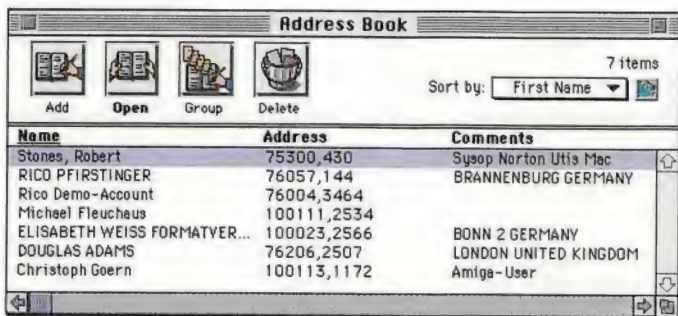 Address Book
7 items
Sort by: First Name
Add Open Group Delete
Name Address Comments
Stones, Robert 75300,430 Sysop Norton Utis Mac
RICO PFIRSTINGER 76057,144 BRANNENBURG GERMANY
Rico Demo-Account 76004,3464
Michael Fleuchaus 100111,2534
ELISABETH WEISS FORMATVER... 100023,2566 BONN 2 GERMANY
DOUGLAS ADAMS 76206,2507 LONDON UNITED KINGDOM
Christoph Goern 100113,1172 Amiga-User